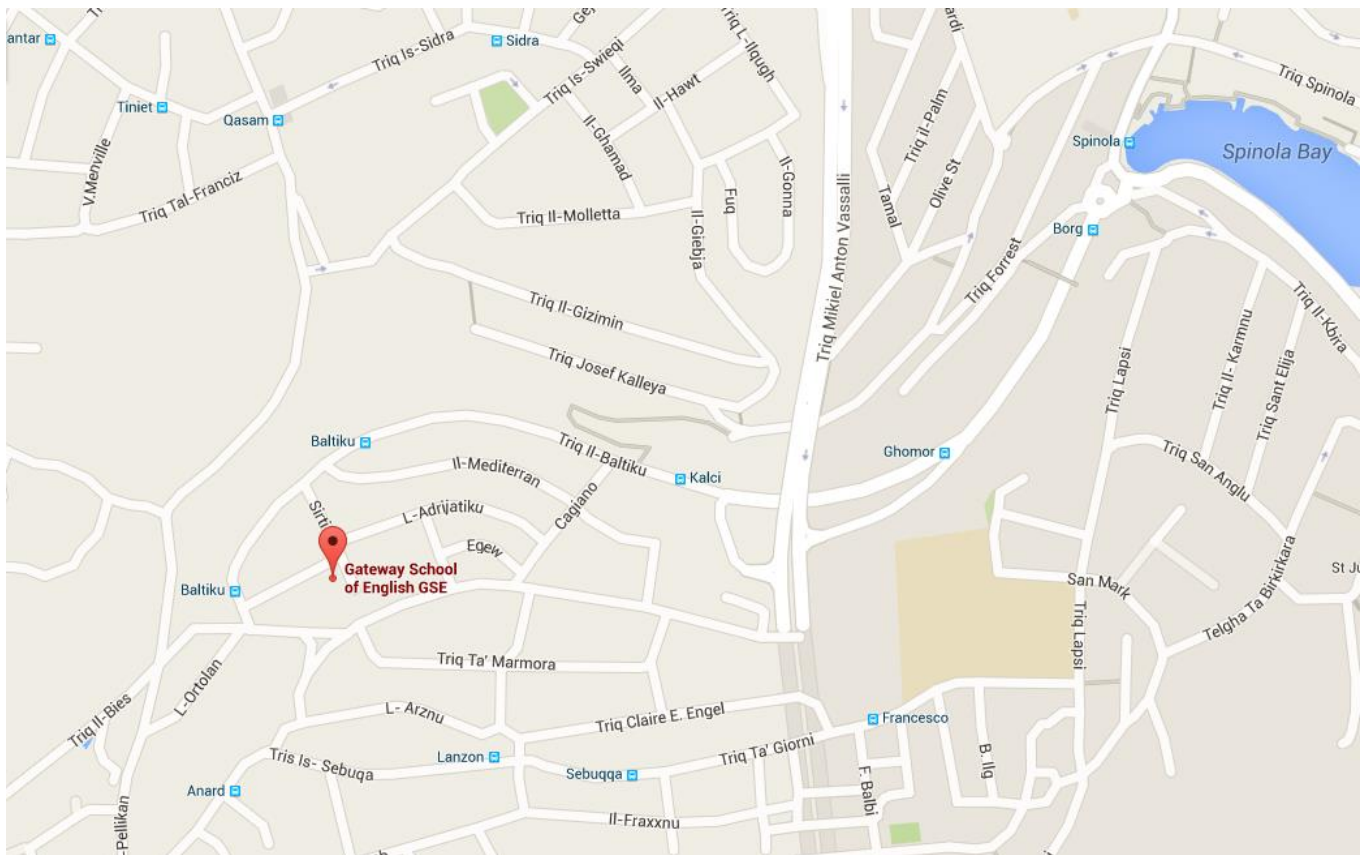 antar
Sidra
Triq Is-Sidra
Triq Is-Swieqi
Ilma
Il-Hawt
Triq L-Ilqugh
Triq Spinola
Tiniet
Qasam
Il-Ghamad
Triq il-Palm
Spinola
Spinola Bay
V.Menville
Triq Tal-Franciz
Triq Il-Molletta
Fuq
Il-Gonna
Il-Giebja
Tamal
Olive St
Borg
Triq Mikiel Anton Vassalli
Triq Forrest
Triq Il-Gizimin
Triq Josef Kalleya
Triq Lapsi
Triq Il-Karmnu
Triq Il-Kbira
Triq Sant Elija
Baltiku
Triq Il-Baltiku
Kalci
Ghomor
Triq San Anglu
Il-Mediterran
Cagiano
Sirti
L-Adrijatiku
Egew
Gateway School
of English GSE
Baltiku
San Mark
Triq Lapsi
Telgha Ta Birkirkara
St Ju
L-Ortolan
Triq Ta' Marmora
Triq Il-Bies
L- Arznu
Triq Claire E. Engel
Francesco
Tris Is- Sebuqa
Lanzon
Sebuqqa
Triq Ta' Giorni
F. Balbi
B. Ilq
Anard
Il-Fraxxnu
-Pellikan